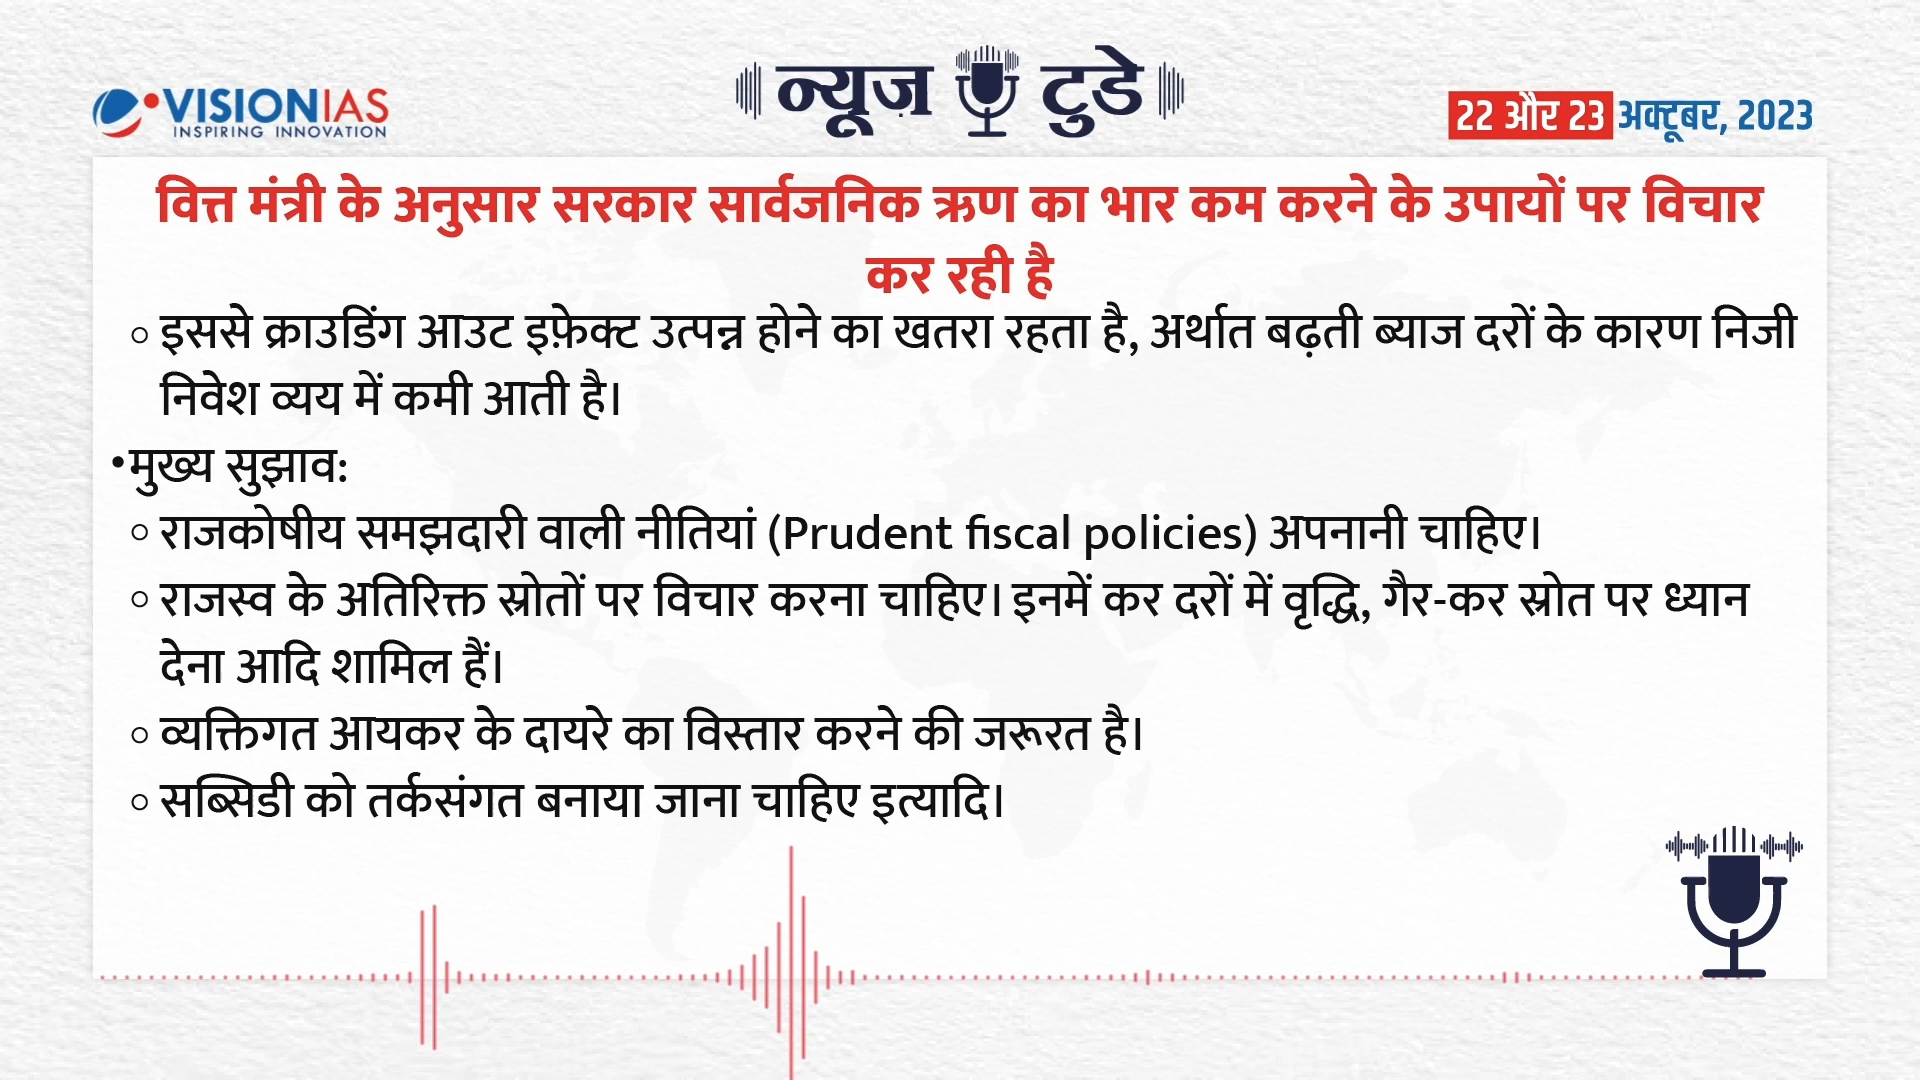 VISIONIAS
INSPIRING INNOVATION
न्यूज़ टुडे
22 और 23 अक्टूबर, 2023
वित्त मंत्री के अनुसार सरकार सार्वजनिक ऋण का भार कम करने के उपायों पर विचार
कर रही है
○ इससे क्राउडिंग आउट इफ़ेक्ट उत्पन्न होने का खतरा रहता है, अर्थात बढ़ती ब्याज दरों के कारण निजी
निवेश व्यय में कमी आती है।
•मुख्य सुझाव:
○ राजकोषीय समझदारी वाली नीतियां (Prudent fiscal policies) अपनानी चाहिए।
○ राजस्व के अतिरिक्त स्रोतों पर विचार करना चाहिए। इनमें कर दरों में वृद्धि, गैर-कर स्रोत पर ध्यान
देना आदि शामिल हैं।
○ व्यक्तिगत आयकर के दायरे का विस्तार करने की जरूरत है।
○ सब्सिडी को तर्कसंगत बनाया जाना चाहिए इत्यादि।